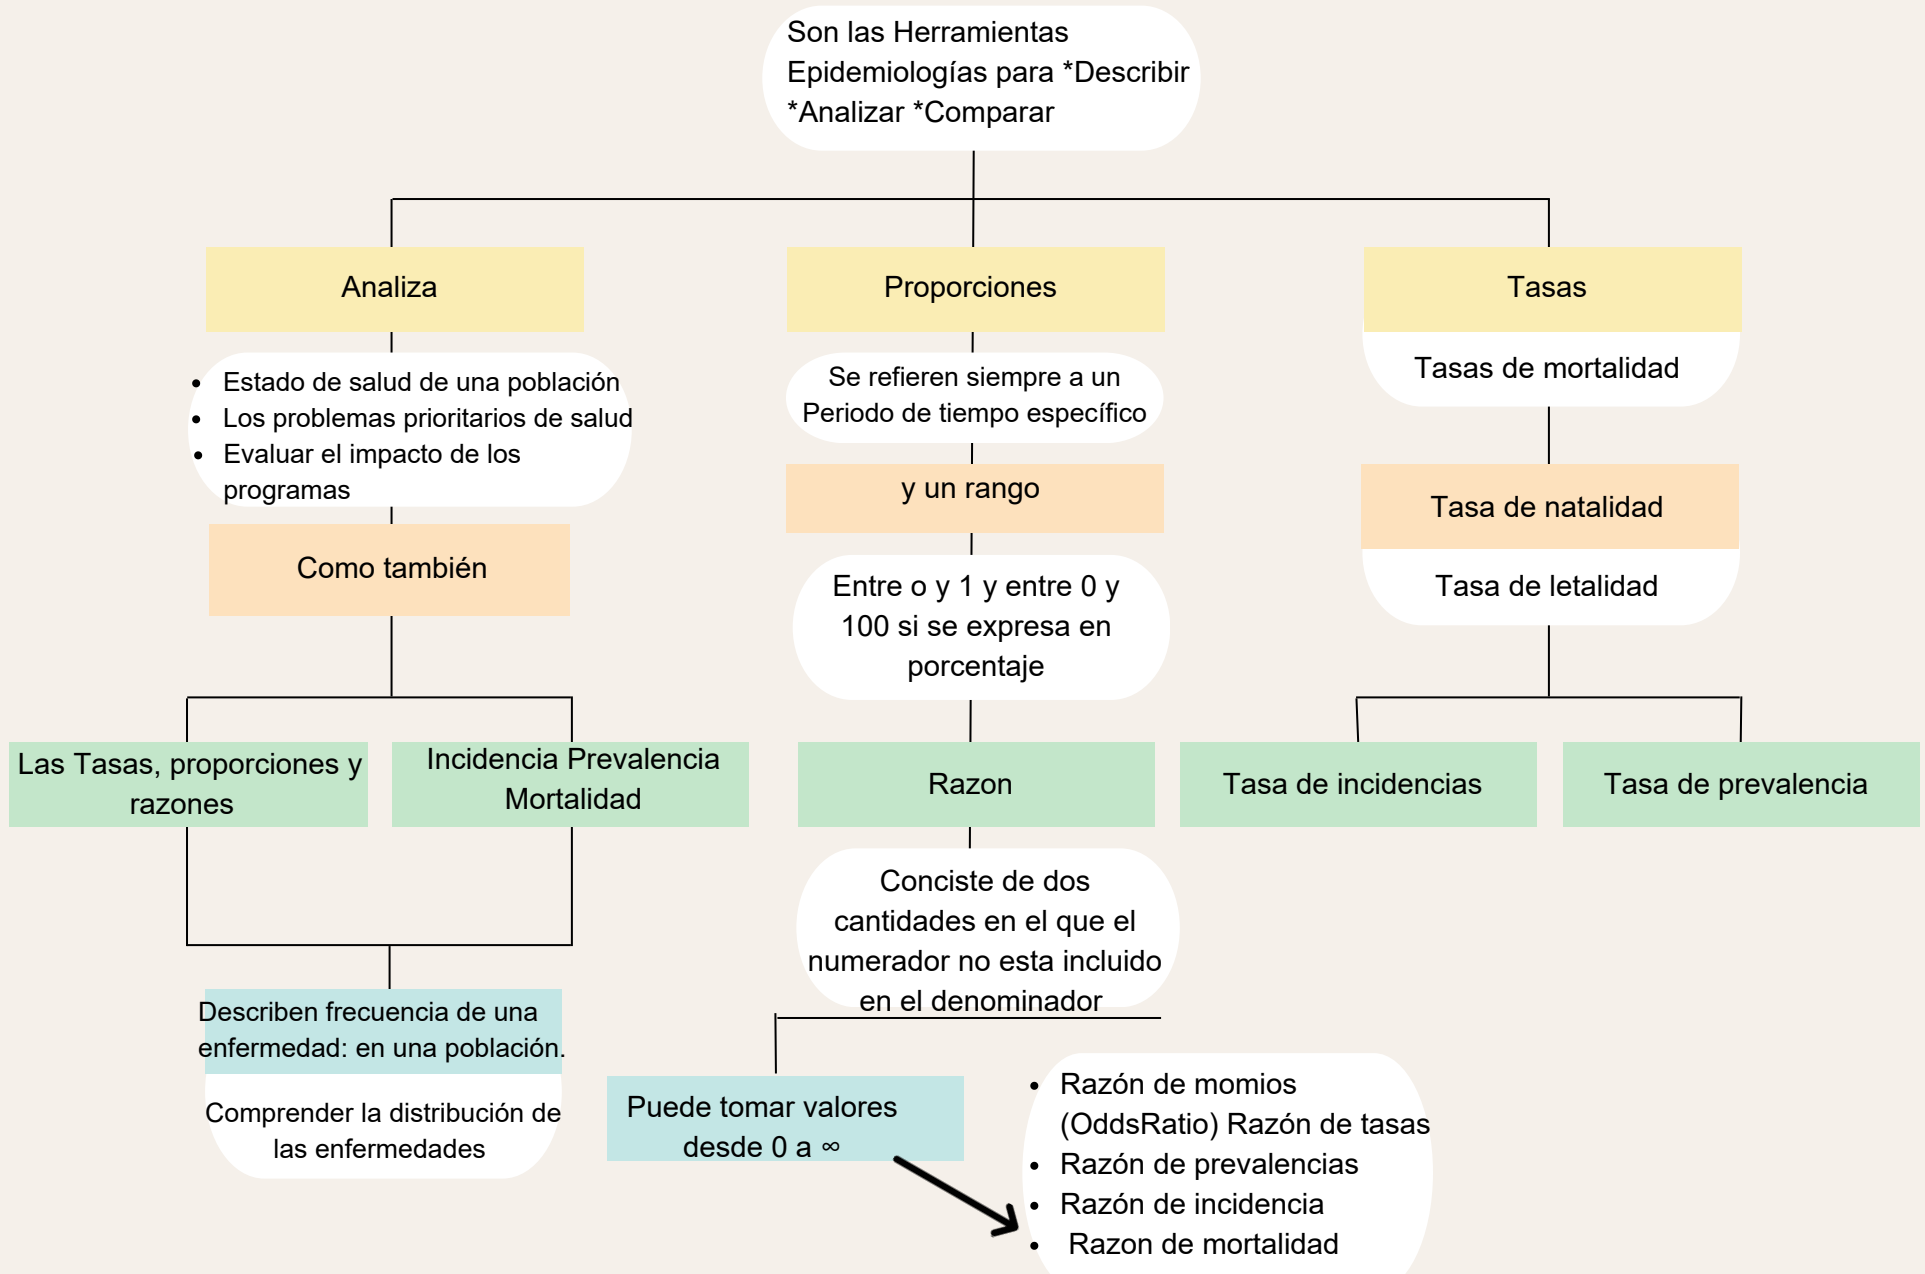 Son las Herramientas
Epidemiologías para *Describir
*Analizar *Comparar
Analiza
Proporciones
Tasas
Estado de salud de una población
Los problemas prioritarios de salud
Evaluar el impacto de los
programas
Se refieren siempre a un
Periodo de tiempo específico
Tasas de mortalidad
y un rango
Tasa de natalidad
Como también
Entre o y 1 y entre 0 y
100 si se expresa en
porcentaje
Tasa de letalidad
Las Tasas, proporciones y
razones
Incidencia Prevalencia
Mortalidad
Razon
Tasa de incidencias
Tasa de prevalencia
Conciste de dos
cantidades en el que el
numerador no esta incluido
en el denominador
Describen frecuencia de una
enfermedad: en una población.
Comprender la distribución de
las enfermedades
Puede tomar valores
desde 0 a ∞
Razón de momios
(OddsRatio) Razón de tasas
Razón de prevalencias
Razón de incidencia
Razon de mortalidad